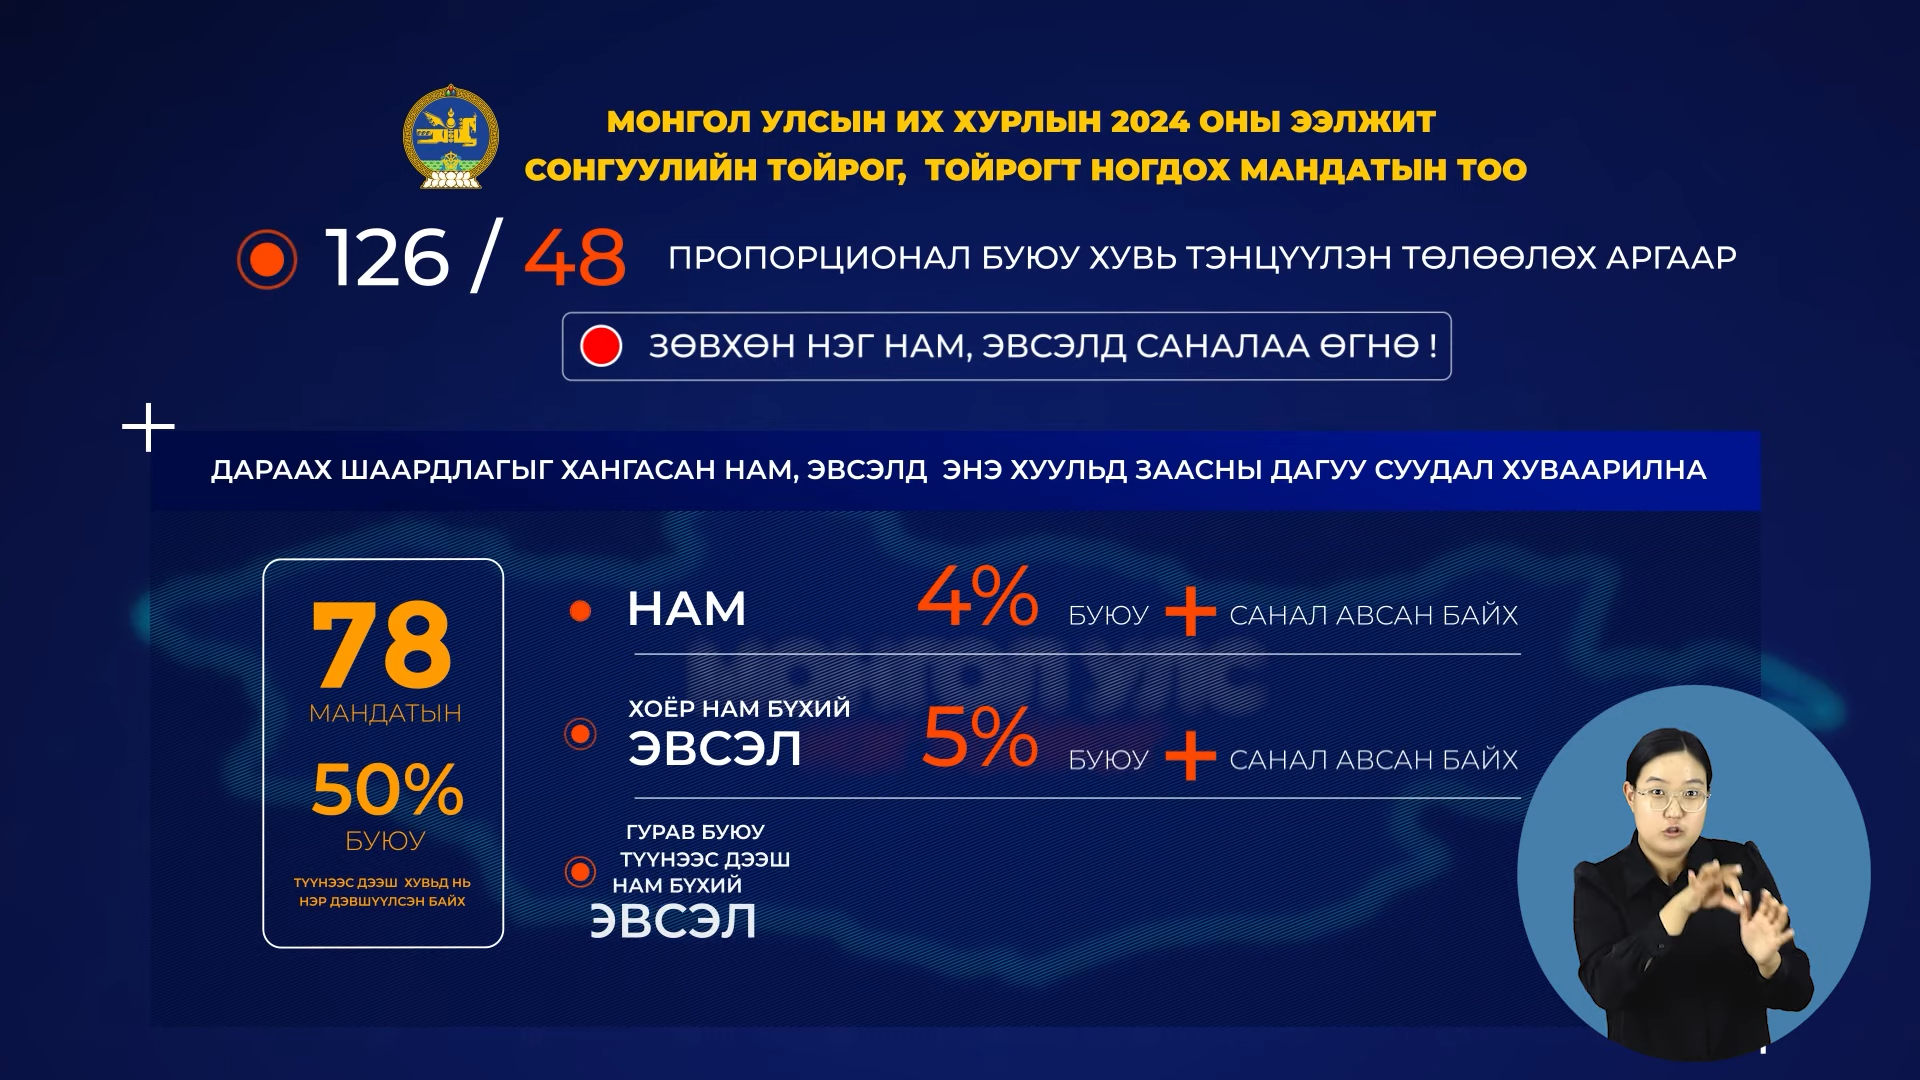 МОНГОЛ УЛСЫН ИХ ХУРЛЫН 2024 ОНЫ ЭЭЛЖИТ
СОНГУУЛИЙН ТОЙРОГ, ТОЙРОГТ НОГДОХ МАНДАТЫН ТОО
126 / 48 ПРОПОРЦИОНАЛ БУЮУ ХУВЬ ТЭНЦҮҮЛЭН ТӨЛӨӨЛӨХ АРГААР
ЗӨВХӨН НЭГ НАМ, ЭВСЭЛД САНАЛАА ӨГНӨ !
ДАРААХ ШААРДЛАГЫГ ХАНГАСАН НАМ, ЭВСЭЛД ЭНЭ ХУУЛЬД ЗААСНЫ ДАГУУ СУУДАЛ ХУВААРИЛНА
78
МАНДАТЫН
50%
БУЮУ
ТҮҮНЭЭС ДЭЭШ ХУВЬД НЬ
НЭР ДЭВШҮҮЛСЭН БАЙХ
НАМ 4% БУЮУ + САНАЛ АВСАН БАЙХ
МОНГОЛ УЛС
ХОЁР НАМ БҮХИЙ
ЭВСЭЛ 5% БУЮУ + САНАЛ АВСАН БАЙХ
ГУРАВ БУЮУ
ТҮҮНЭЭС ДЭЭШ
НАМ БҮХИЙ
ЭВСЭЛ